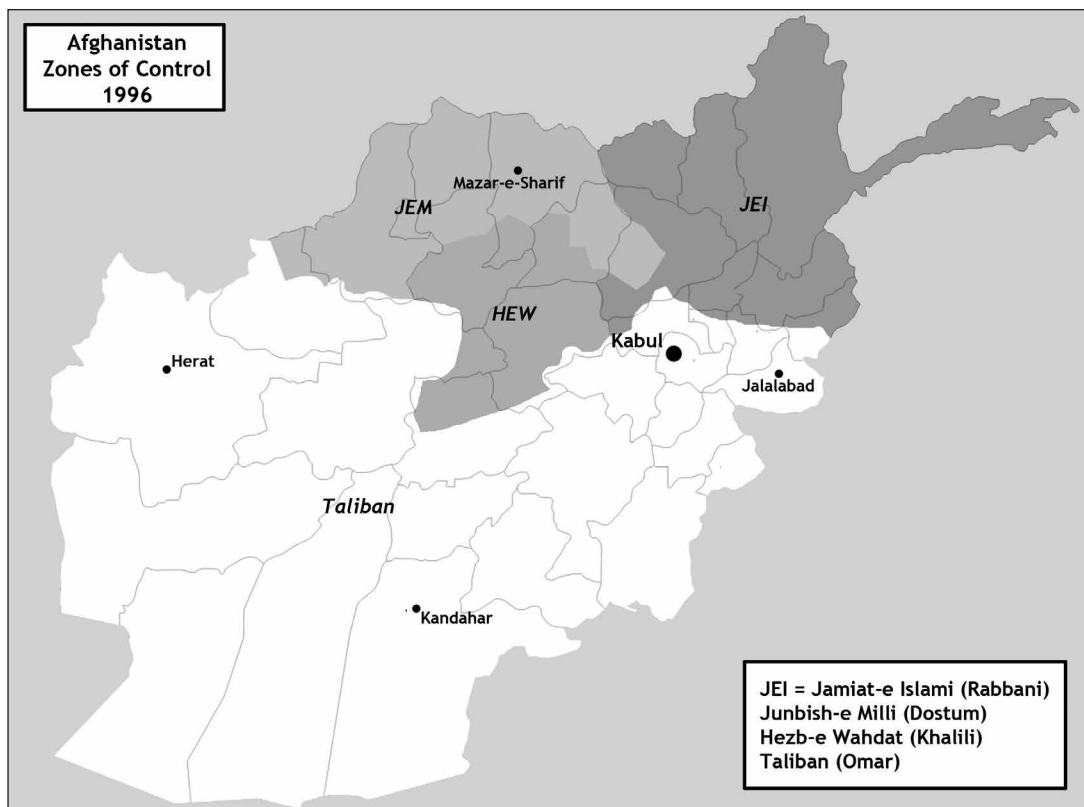 Afghanistan
Zones of Control
1996
Mazar-e-Sharif
JEM
JEI
HEW
Kabul
Herat
Jalalabad
Taliban
Kandahar
JEI = Jamiat-e Islami (Rabbani)
Junbish-e Milli (Dostum)
Hezb-e Wahdat (Khalili)
Taliban (Omar)